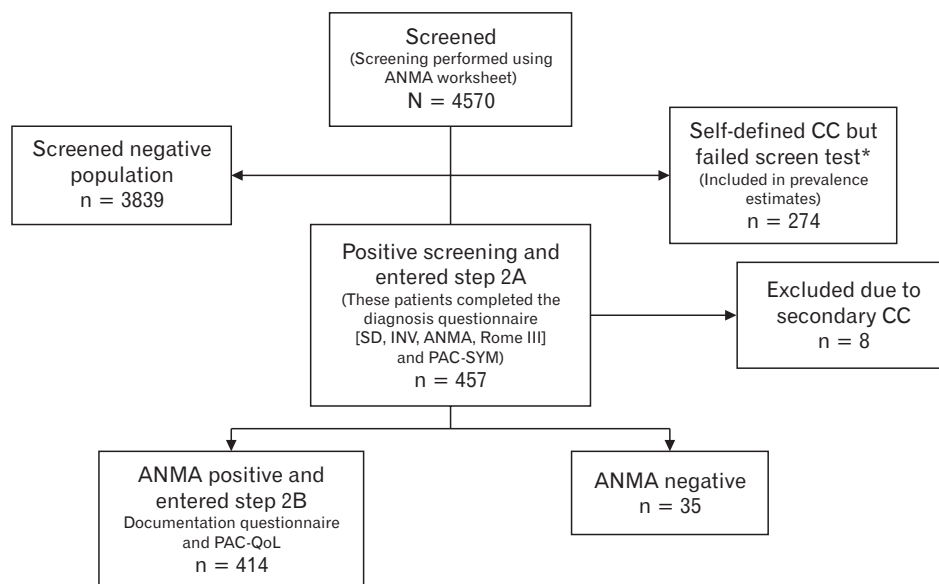 Screened
(Screening performed using
ANMA worksheet)
N = 4570
Screened negative
population
n = 3839
Self-defined CC but
failed screen test*
(Included in prevalence
estimates)
n = 274
Positive screening and
entered step 2A
(These patients completed the
diagnosis questionnaire
[SD, INV, ANMA, Rome III]
and PAC-SYM)
n = 457
Excluded due to
secondary CC
n = 8
ANMA positive and
entered step 2B
Documentation questionnaire
and PAC-QoL
n = 414
ANMA negative
n = 35